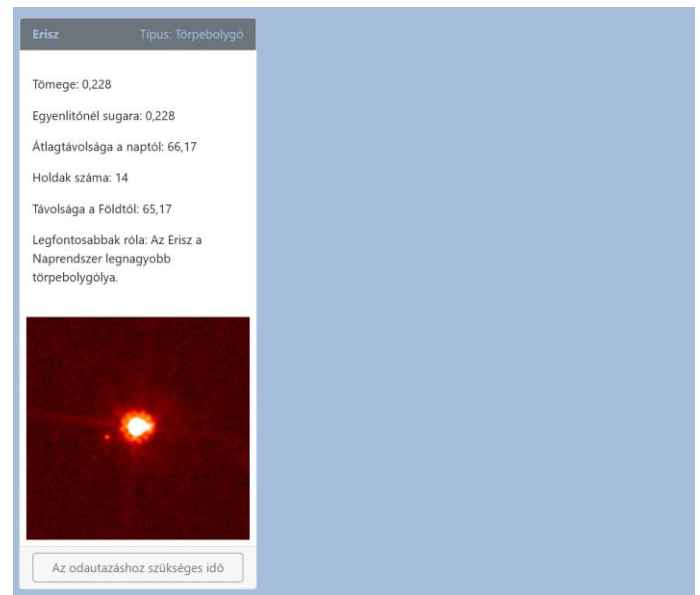 Erisz Típus: Törpebolygó
Tömege: 0,228
Egyenlítőnél sugara: 0,228
Átlagtávolsága a naptól: 66,17
Holdak száma: 14
Távolsága a Földtől: 65,17
Legfontosabbak róla: Az Erisz a
Naprendszer legnagyobb
törpebolygólya.
Az odautazáshoz szükséges idő